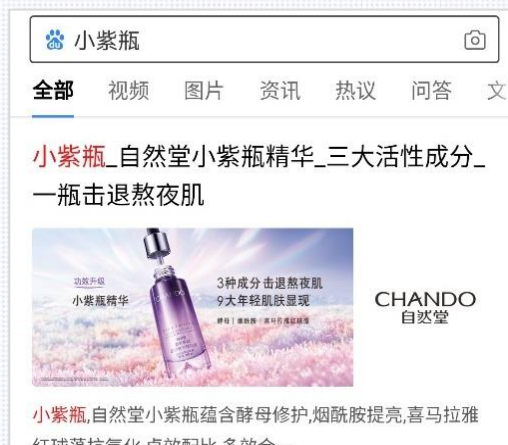 小紫瓶
全部 视频 图片 资讯 热议 问答 文
小紫瓶_自然堂小紫瓶精华_三大活性成分_
一瓶击退熬夜肌
功效升级
小紫瓶精华
3种成分击退熬夜肌
9大年轻肌肤显现
CHANDO
CHANDO
自然堂
小紫瓶,自然堂小紫瓶蕴含酵母修护,烟酰胺提亮,喜马拉雅